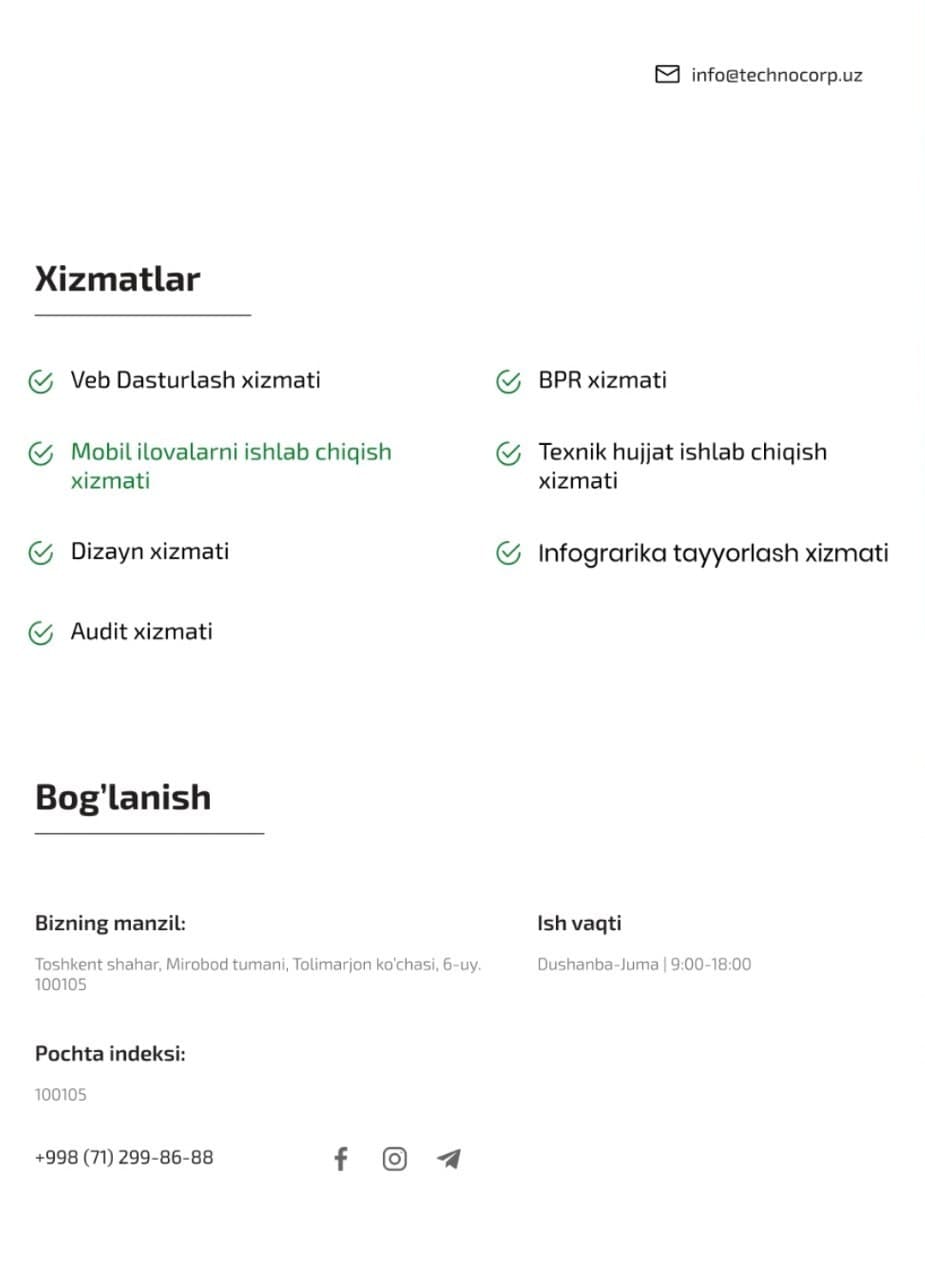 info@technocorp.uz
Xizmatlar
Veb Dasturlash xizmati
BPR xizmati
Mobil ilovalarni ishlab chiqish
xizmati
Texnik hujjat ishlab chiqish
xizmati
Dizayn xizmati
Infograrika tayyorlash xizmati
Audit xizmati
Bog’lanish
Bizning manzil:
Toshkent shahar, Mirobod tumani, Tolimarjon ko'chasi, 6-uy.
100105
Ish vaqti
Dushanba-Juma | 9:00-18:00
Pochta indeksi:
100105
+998 (71) 299-86-88